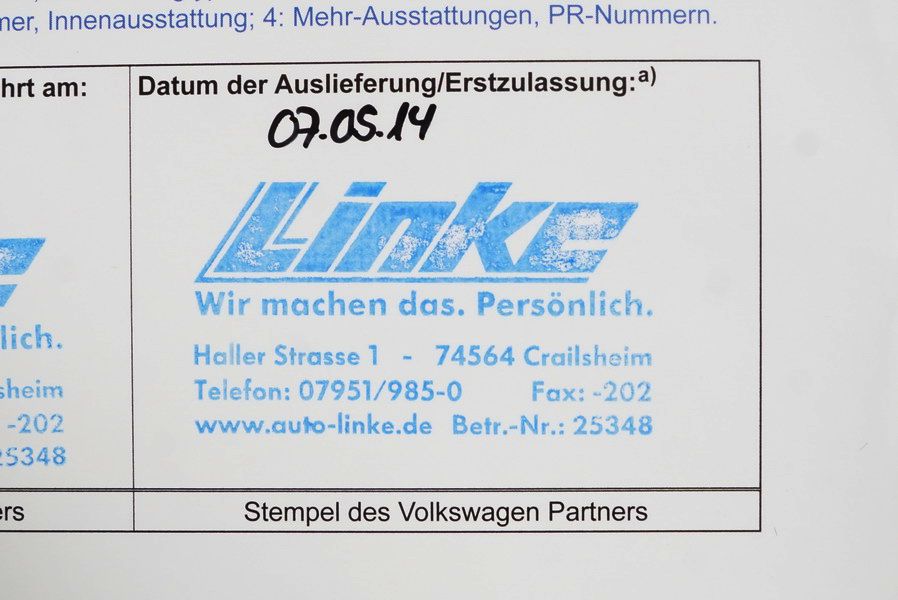 mer, Innenausstattung; 4: Mehr-Ausstattungen, PR-Nummern.
hrt am:
Datum der Auslieferung/Erstzulassung:a)
07.05.14
Linke
Wir machen das. Persönlich.
Haller Strasse 1 - 74564 Crailsheim
Telefon: 07951/985-0 Fax: -202
www.auto-linke.de Betr.-Nr.: 25348
lich.
sheim
-202
25348
ers
Stempel des Volkswagen Partners